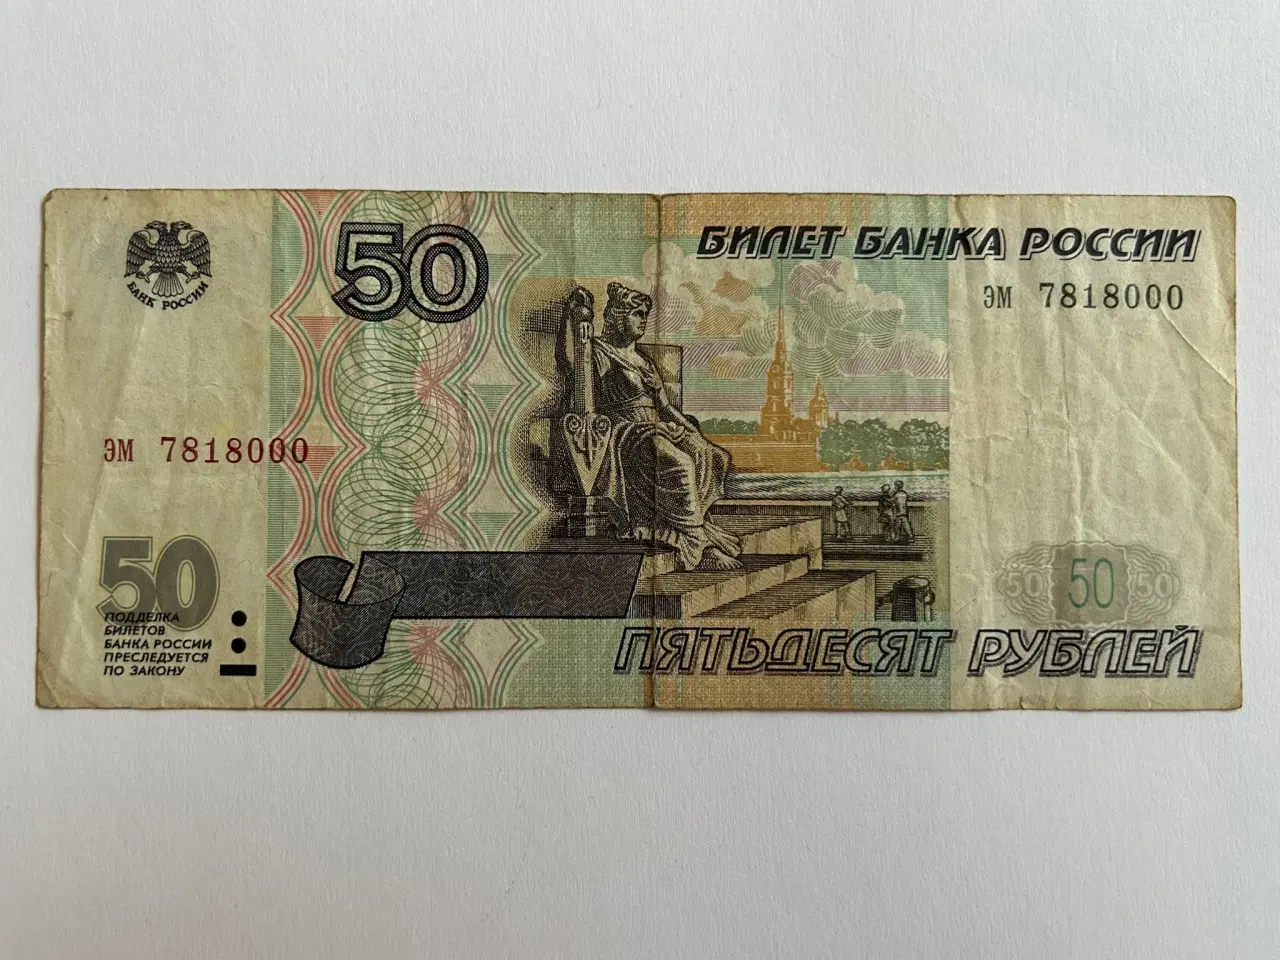 50
БИЛЕТ БАНКА РОССИИ
БАНК РОССИИ
эм 7818000
эм 7818000
50
ПОДДЕЛКА
БИЛЕТОВ
БАНКА РОССИИ
ПРЕСЛЕДУЕТСЯ
ПО ЗАКОНУ
50 50 50
ПЯТЬДЕСЯТ РУБЛЕЙ